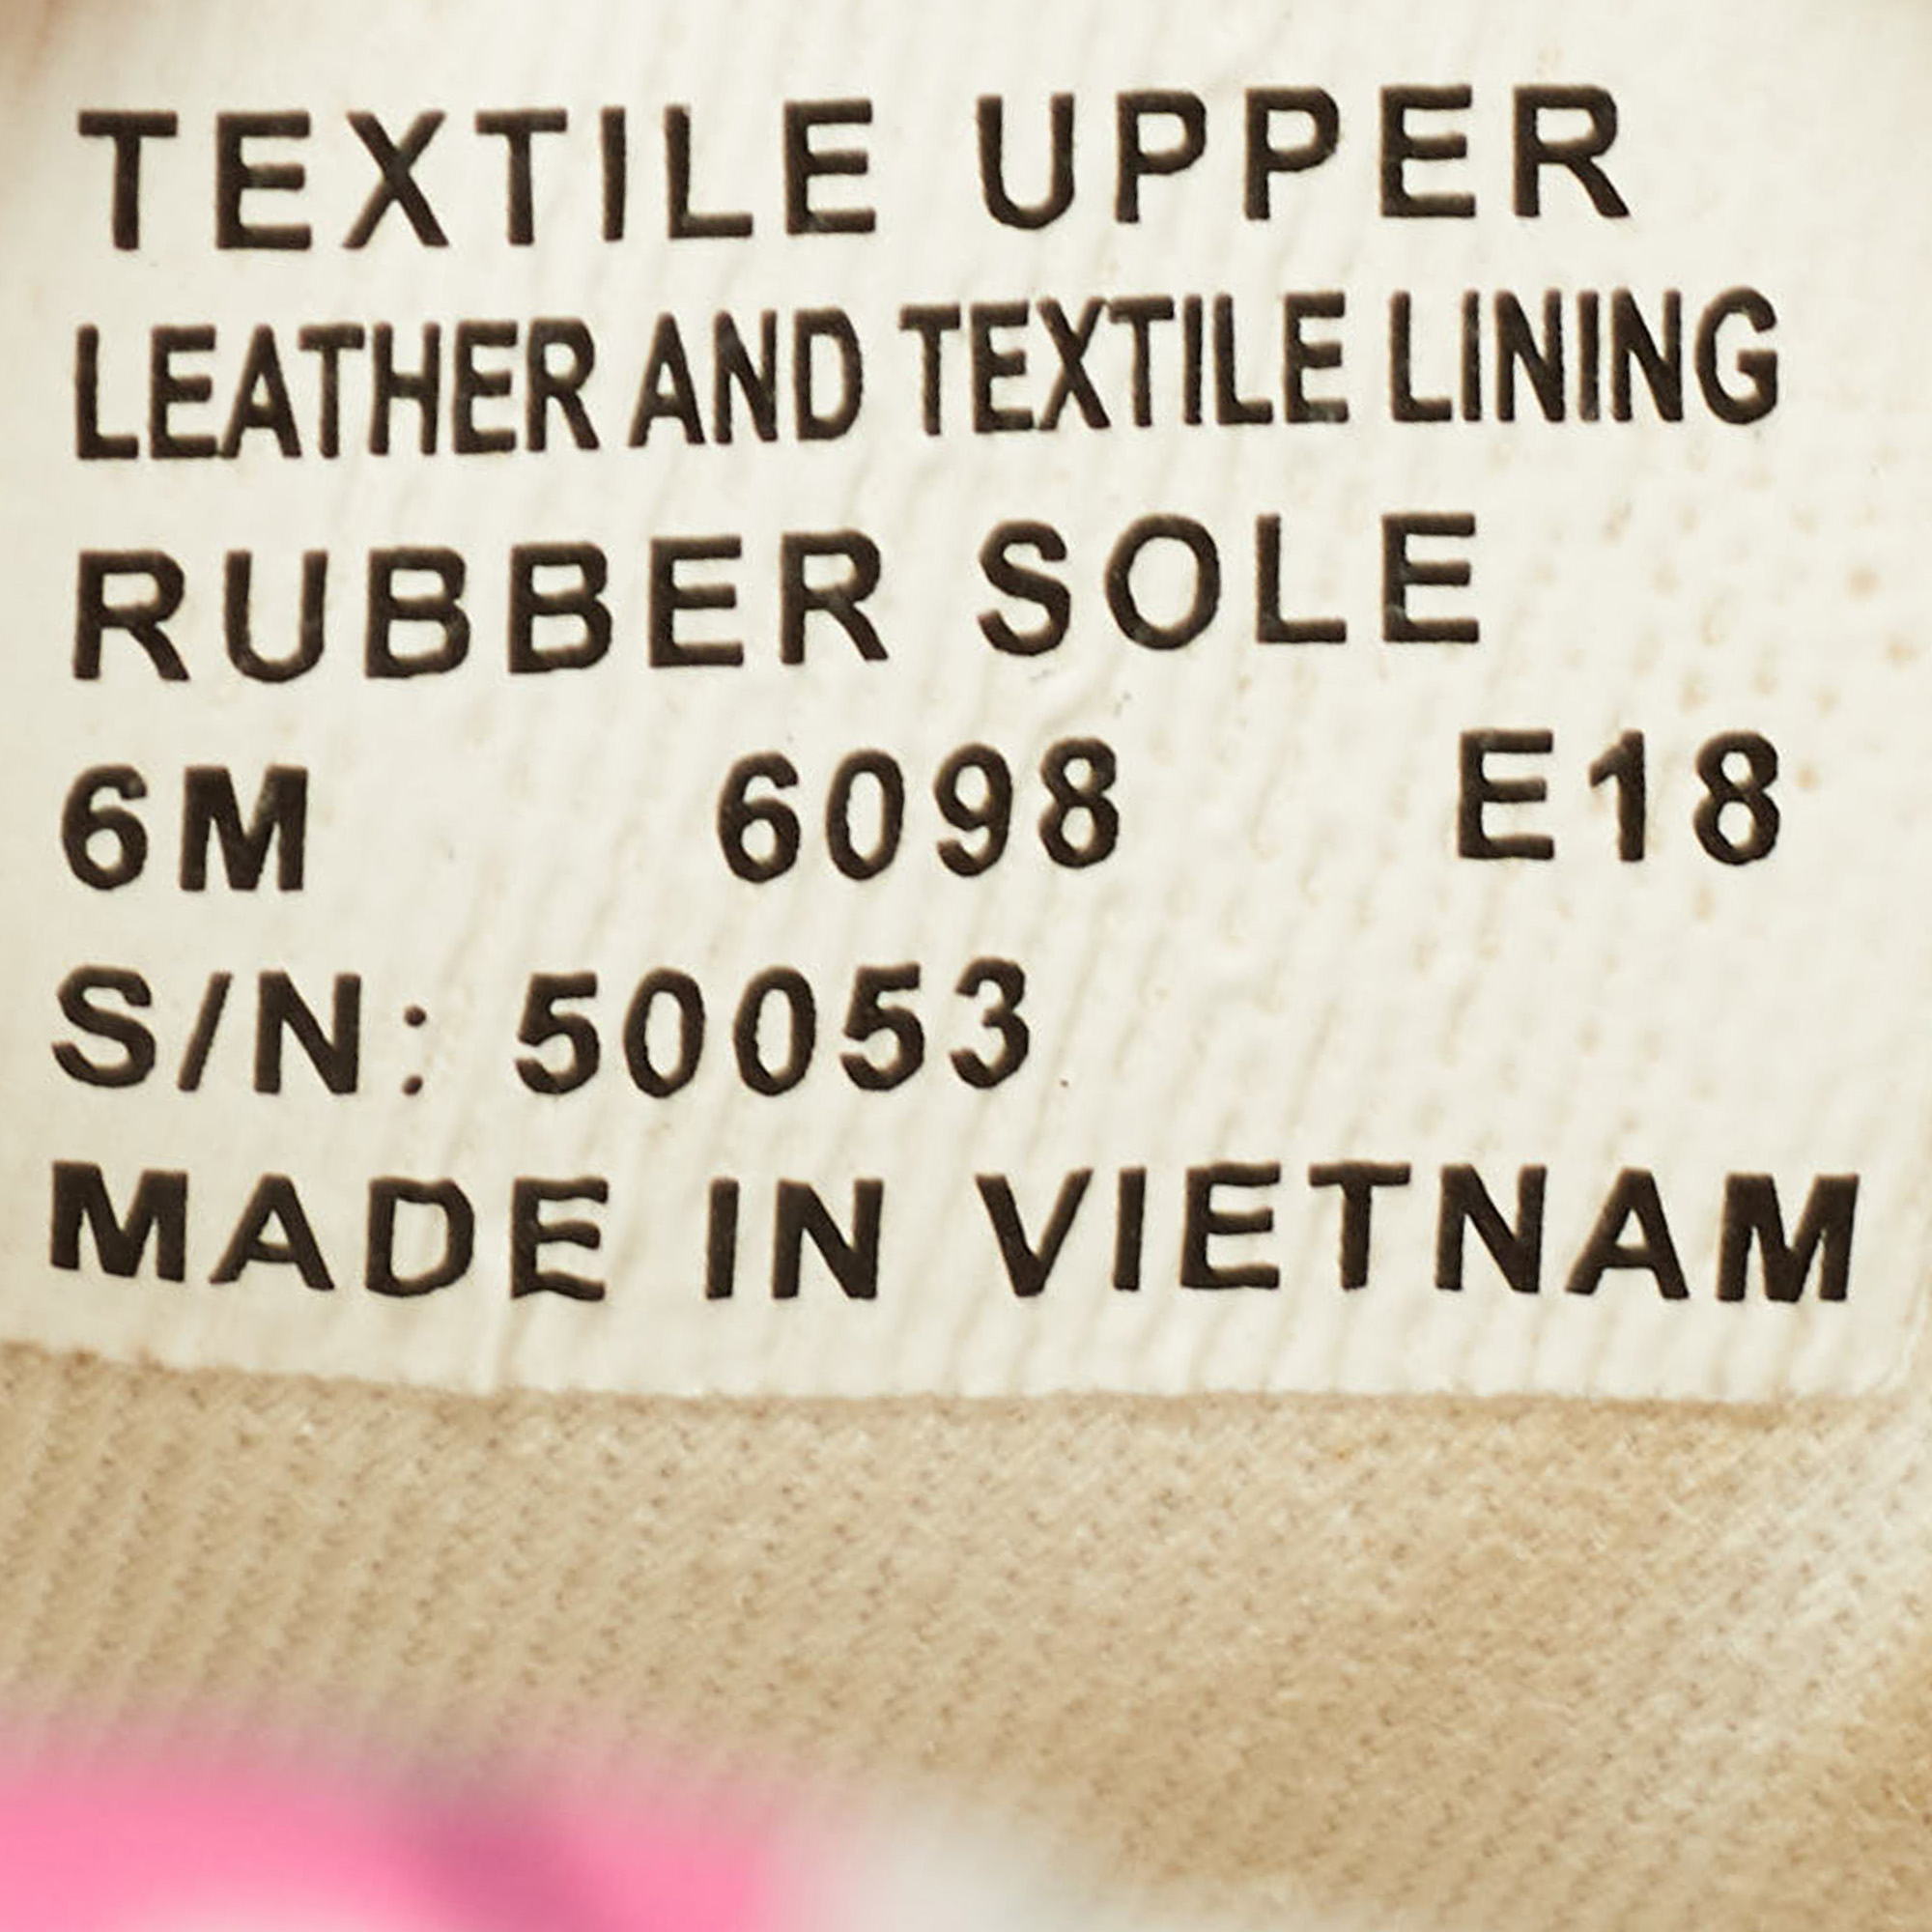 TEXTILE UPPER
LEATHER AND TEXTILE LINING
RUBBER SOLE
6M 6098 E18
S/N: 50053
MADE IN VIETNAM